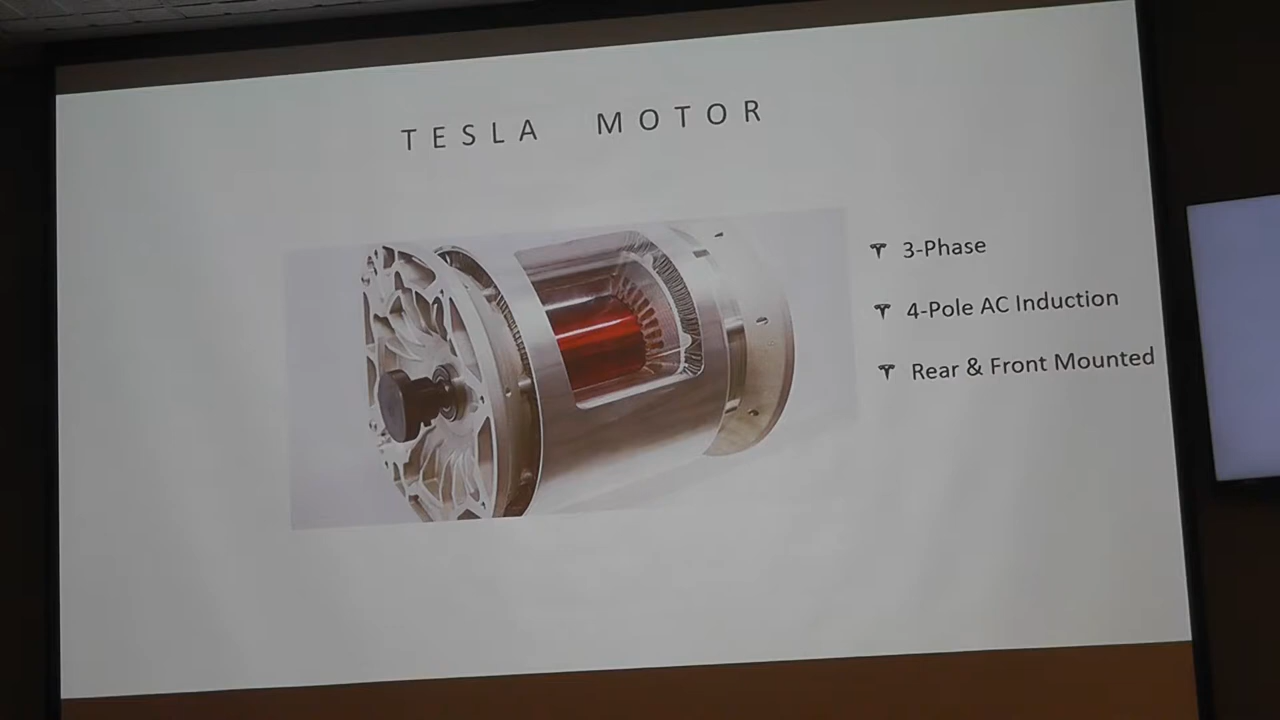 TESLA MOTOR
3-Phase
4-Pole AC Induction
Rear & Front Mounted